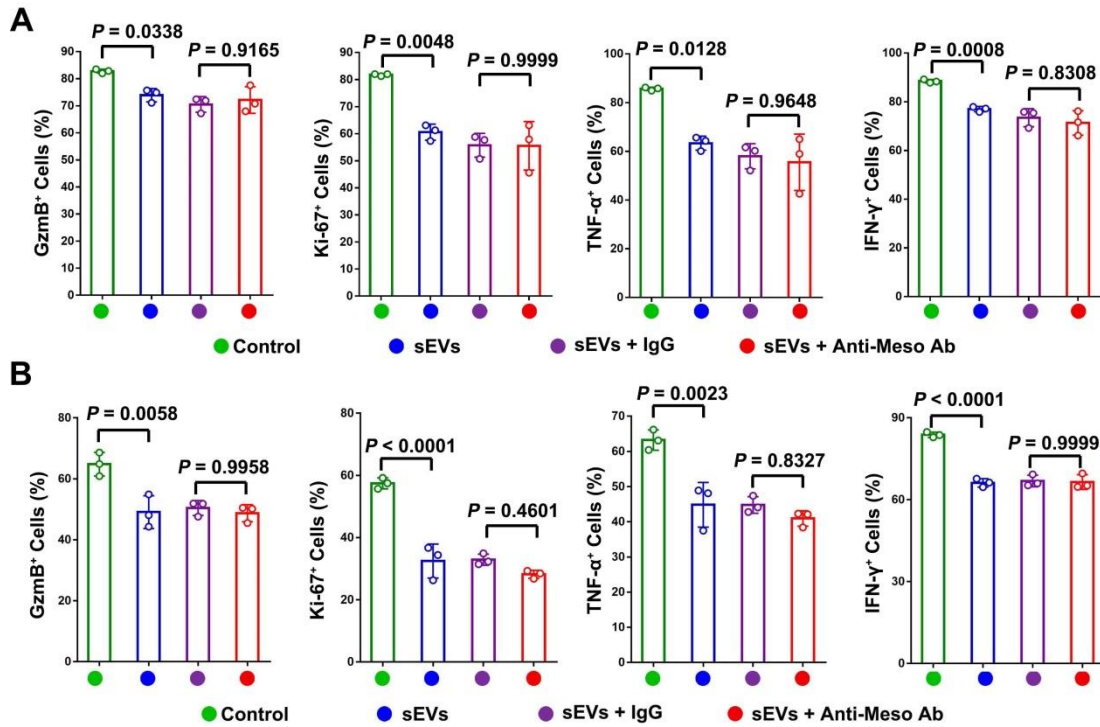 A
P = 0.0338
P = 0.9165
GzmB⁺ Cells (%)
90
80
70
60
50
40
30
20
10
0
P = 0.0048
P = 0.9999
Ki-67⁺ Cells (%)
90
80
70
60
50
40
30
20
10
0
P = 0.0128
P = 0.9648
TNF-α⁺ Cells (%)
100
80
60
40
20
0
P = 0.0008
P = 0.8308
IFN-γ⁺ Cells (%)
100
80
60
40
20
0
Control
sEVs
sEVs + IgG
sEVs + Anti-Meso Ab
B
P = 0.0058
P = 0.9958
GzmB⁺ Cells (%)
80
60
40
20
0
P < 0.0001
P = 0.4601
Ki-67⁺ Cells (%)
80
60
40
20
0
P = 0.0023
P = 0.8327
TNF-α⁺ Cells (%)
70
60
50
40
30
20
10
0
P < 0.0001
P = 0.9999
IFN-γ⁺ Cells (%)
90
60
30
0
Control
sEVs
sEVs + IgG
sEVs + Anti-Meso Ab